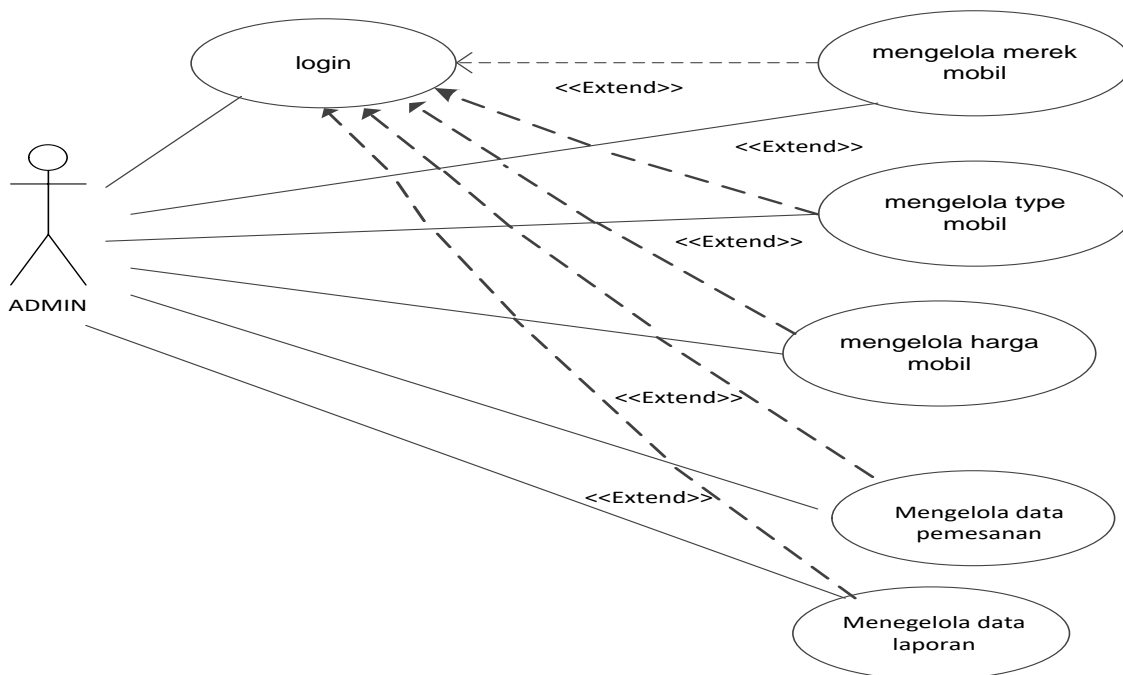 login
mengelola merek
mobil
<<Extend>>
<<Extend>>
mengelola type
mobil
<<Extend>>
ADMIN
mengelola harga
mobil
<<Extend>>
<<Extend>>
Mengelola data
pemesanan
Menegelola data
laporan